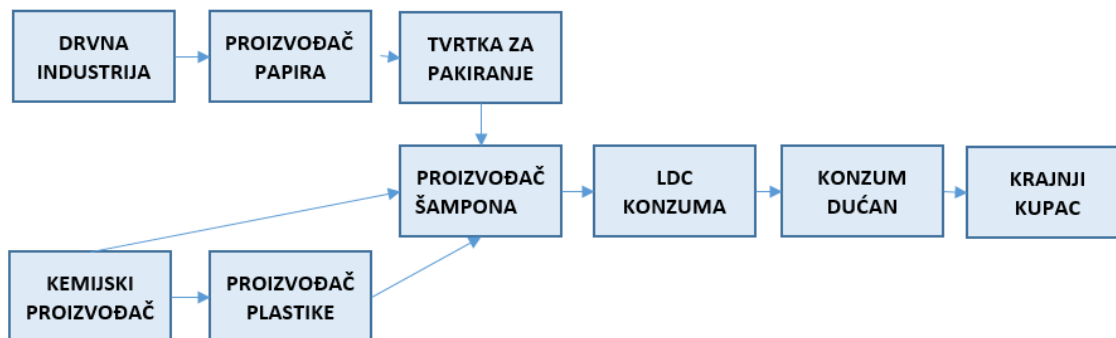 DRVNA
INDUSTRIJA
PROIZVOĐAČ
PAPIRA
TVRTKA ZA
PAKIRANJE
PROIZVOĐAČ
ŠAMPONA
LDC
KONZUMA
KONZUM
DUĆAN
KRAJNJI
KUPAC
KEMIJSKI
PROIZVOĐAČ
PROIZVOĐAČ
PLASTIKE